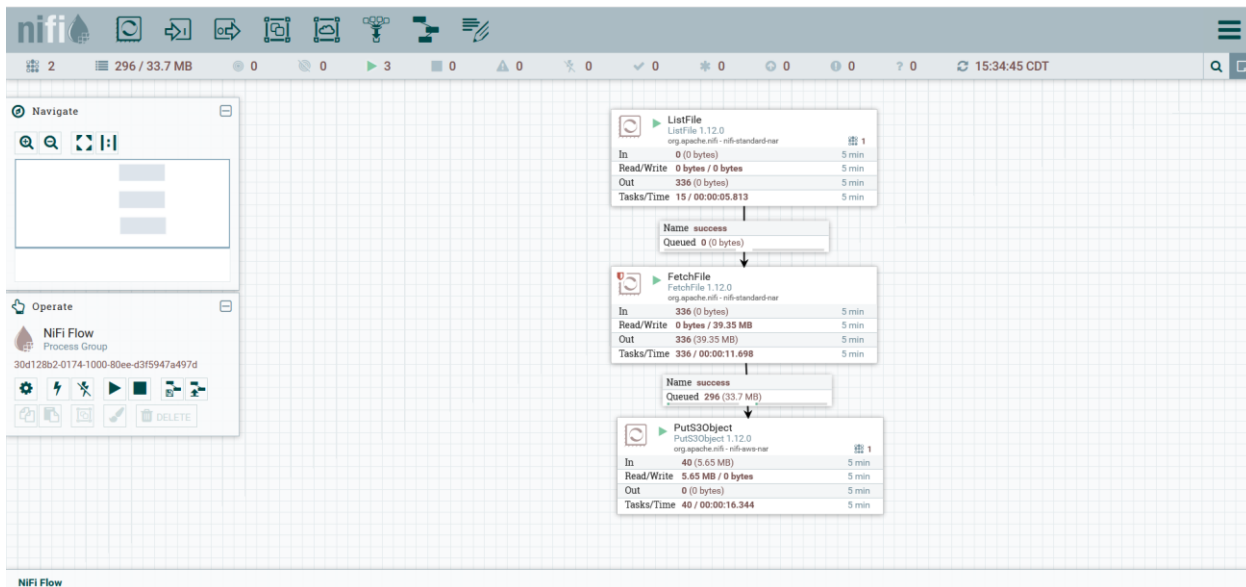 nifi
2 296 / 33.7 MB 0 0 3 0 0 0 0 0 0 0 ? 0 15:34:45 CDT
Navigate
Operate
NiFi Flow
Process Group
30d128b2-0174-1000-80ee-d3f5947a497d
DELETE
ListFile
ListFile 1.12.0
org.apache.nifi - nifi-standard-nar 1
In 0 (0 bytes) 5 min
Read/Write 0 bytes / 0 bytes 5 min
Out 336 (0 bytes) 5 min
Tasks/Time 15 / 00:00:05.813 5 min
Name success
Queued 0 (0 bytes)
FetchFile
FetchFile 1.12.0
org.apache.nifi - nifi-standard-nar
In 336 (0 bytes) 5 min
Read/Write 0 bytes / 39.35 MB 5 min
Out 336 (39.35 MB) 5 min
Tasks/Time 336 / 00:00:11.698 5 min
Name success
Queued 296 (33.7 MB)
PutS3Object
PutS3Object 1.12.0
org.apache.nifi - nifi-aws-nar 1
In 40 (5.65 MB) 5 min
Read/Write 5.65 MB / 0 bytes 5 min
Out 0 (0 bytes) 5 min
Tasks/Time 40 / 00:00:16.344 5 min
NiFi Flow